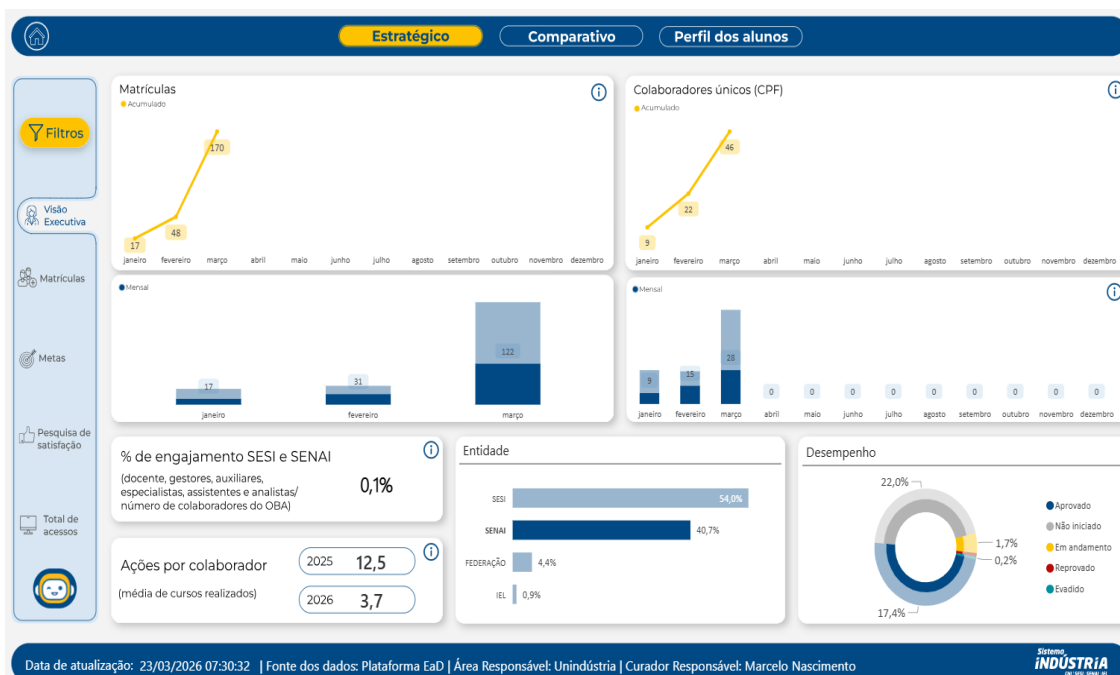 Estratégico
Comparativo
Perfil dos alunos
Filtros
Visão
Executiva
Matrículas
Metas
Pesquisa de
satisfação
Total de
acessos
Matrículas
Acumulado
170
48
17
janeiro fevereiro março abril maio junho julho agosto setembro outubro novembro dezembro
Colaboradores únicos (CPF)
Acumulado
46
22
9
janeiro fevereiro março abril maio junho julho agosto setembro outubro novembro dezembro
Mensal
17 31 122
janeiro fevereiro março
Mensal
9 15 28 0 0 0 0 0 0 0 0 0
janeiro fevereiro março abril maio junho julho agosto setembro outubro novembro dezembro
% de engajamento SESI e SENAI
(docente, gestores, auxiliares,
especialistas, assistentes e analistas/
número de colaboradores do OBA)
0,1%
Ações por colaborador
(média de cursos realizados)
2025 12,5
2026 3,7
Entidade
SESI 54,0%
SENAI 40,7%
FEDERAÇÃO 4,4%
IEL 0,9%
Desempenho
22,0%
1,7%
0,2%
17,4%
Aprovado
Não iniciado
Em andamento
Reprovado
Evadido
Data de atualização: 23/03/2026 07:30:32 | Fonte dos dados: Plataforma EaD | Área Responsável: Unindústria | Curador Responsável: Marcelo Nascimento
Sistema
iNDÚSTRiA